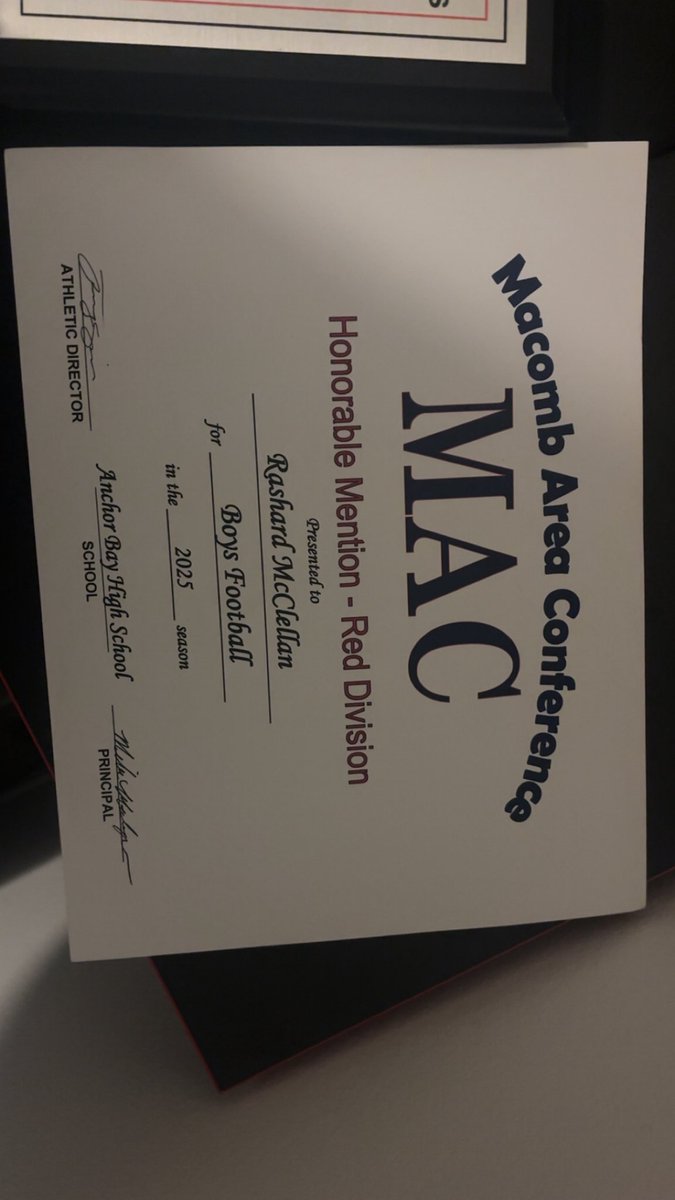 Macomb Area Conference
MAC
Honorable Mention - Red Division
Presented to
Rashard McClellan
for Boys Football
in the 2025 season
Anchor Bay High School
ATHLETIC DIRECTOR SCHOOL PRINCIPAL